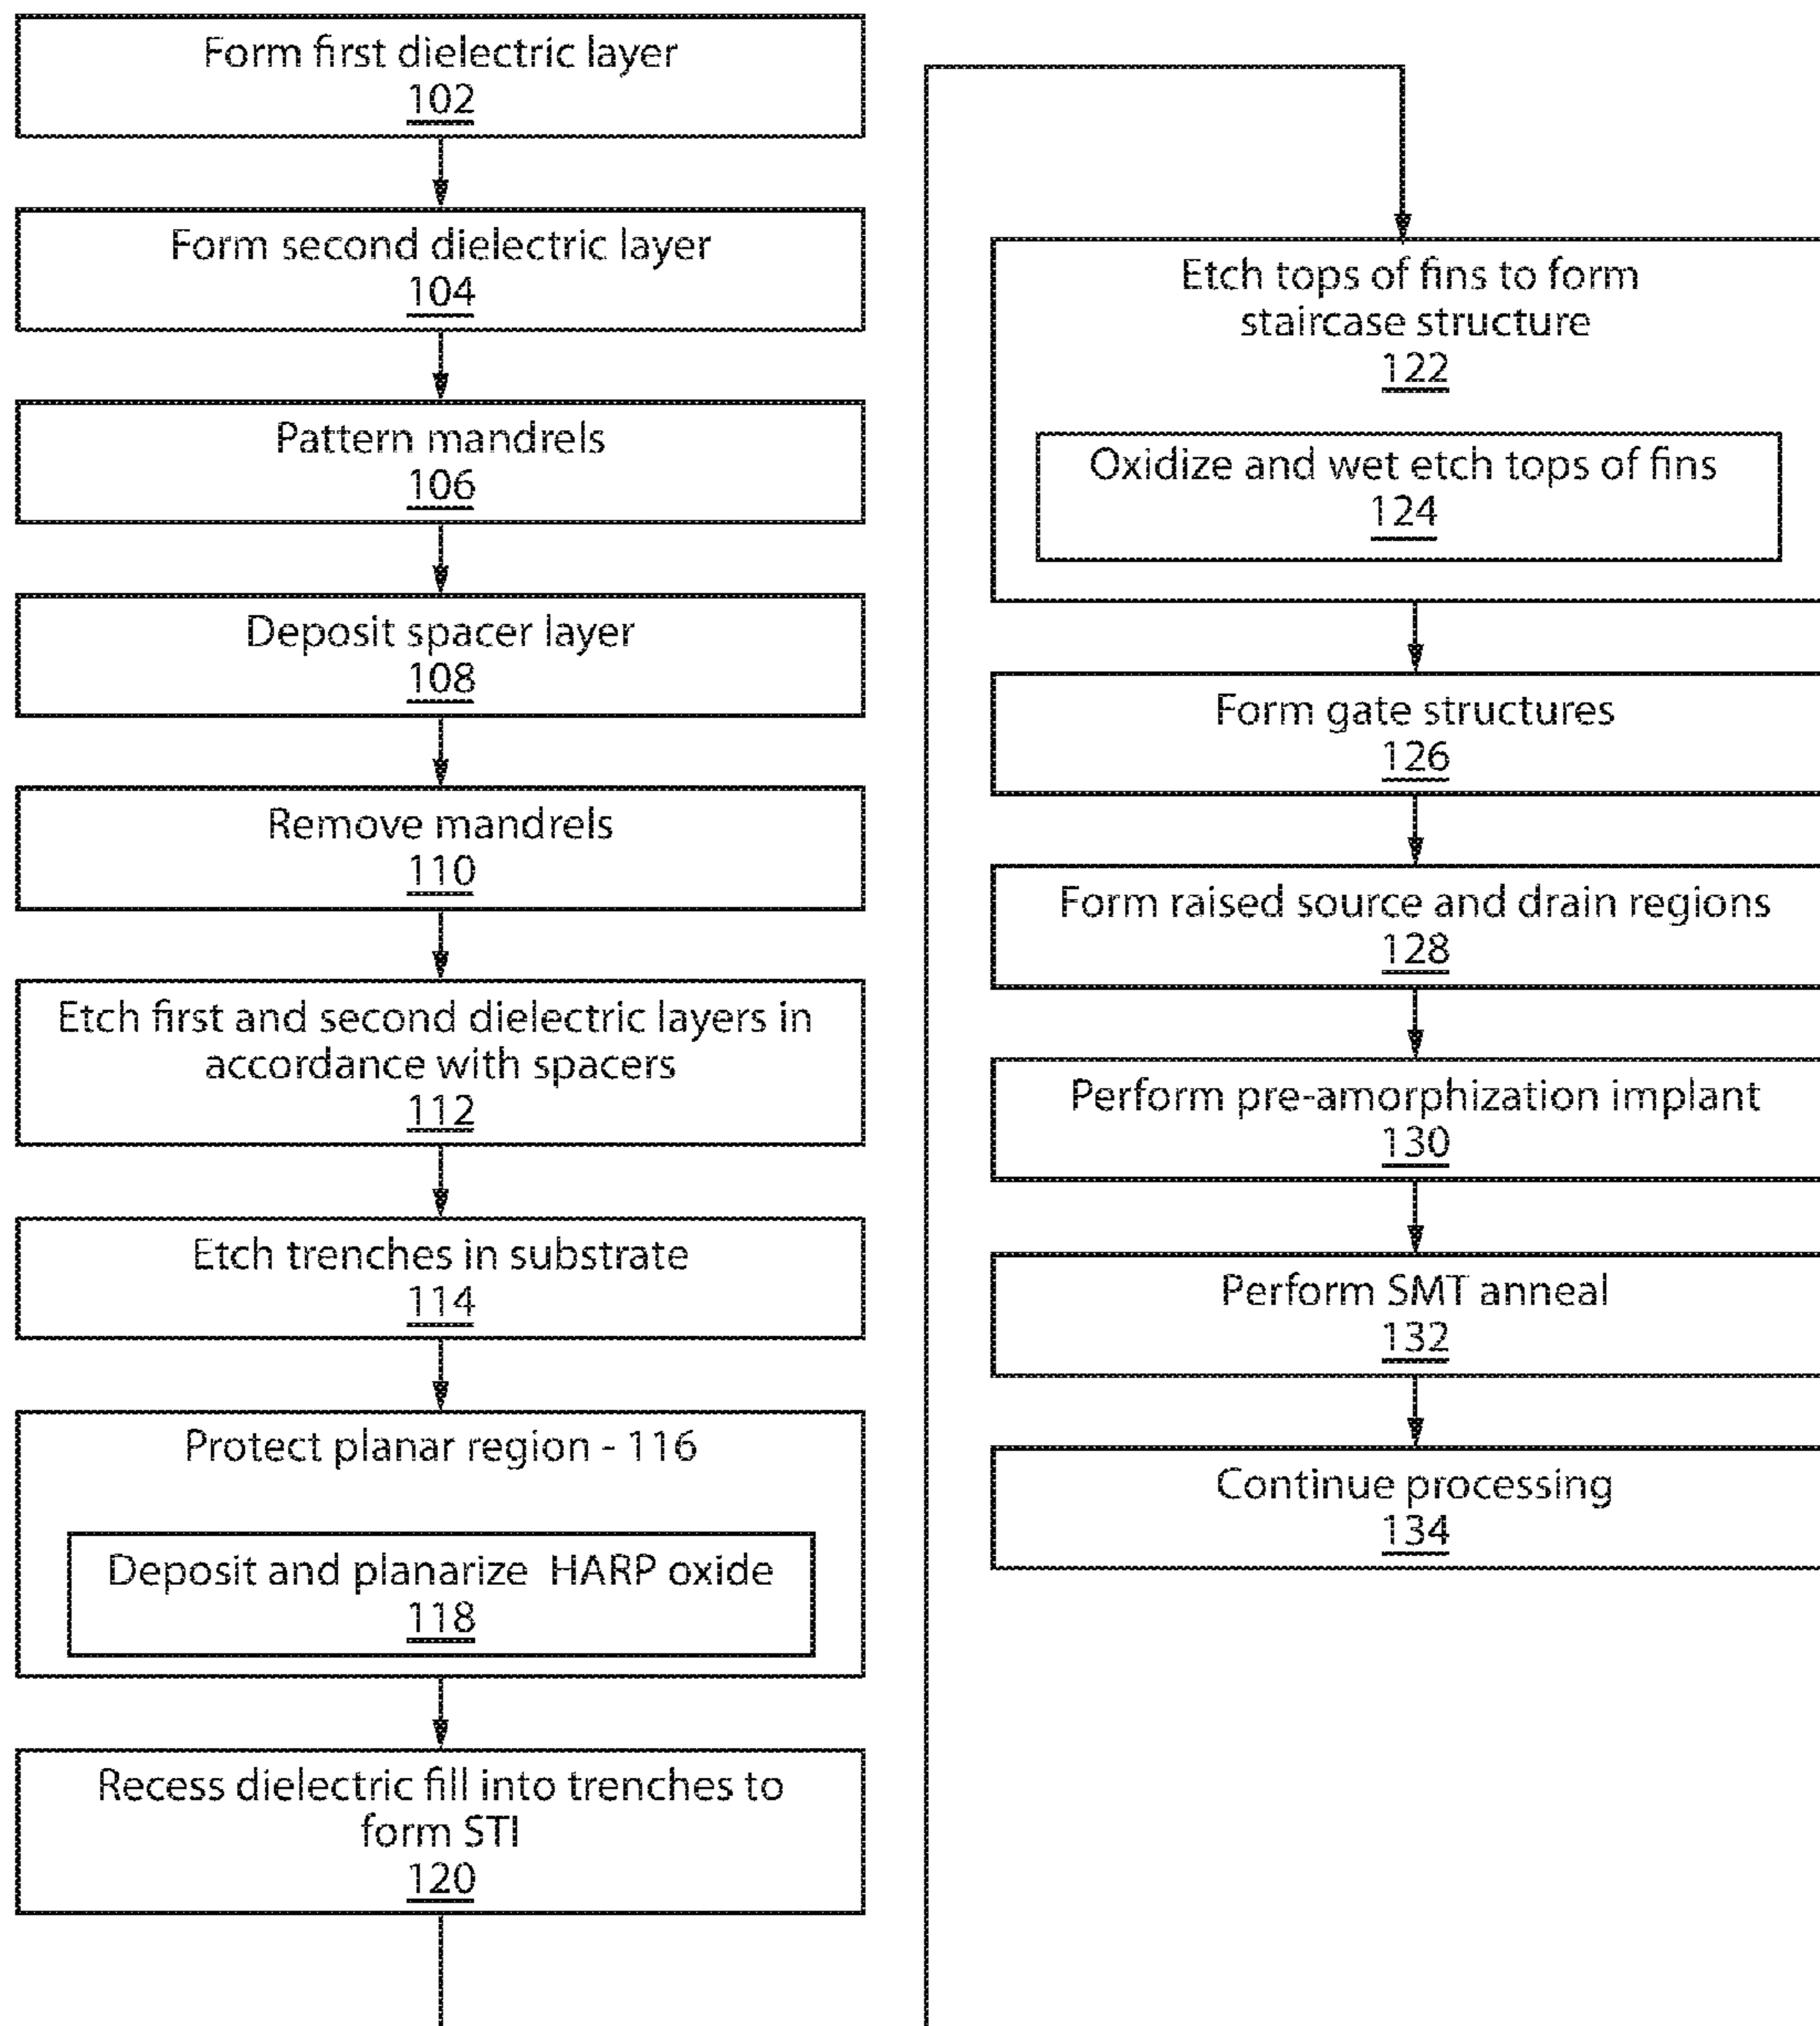 Form first dielectric layer
102
Form second dielectric layer
104
Pattern mandrels
106
Deposit spacer layer
108
Remove mandrels
110
Etch first and second dielectric layers in
accordance with spacers
112
Etch trenches in substrate
114
Protect planar region - 116
Deposit and planarize HARP oxide
118
Recess dielectric fill into trenches to
form STI
120
Etch tops of fins to form
staircase structure
122
Oxidize and wet etch tops of fins
124
Form gate structures
126
Form raised source and drain regions
128
Perform pre-amorphization implant
130
Perform SMT anneal
132
Continue processing
134